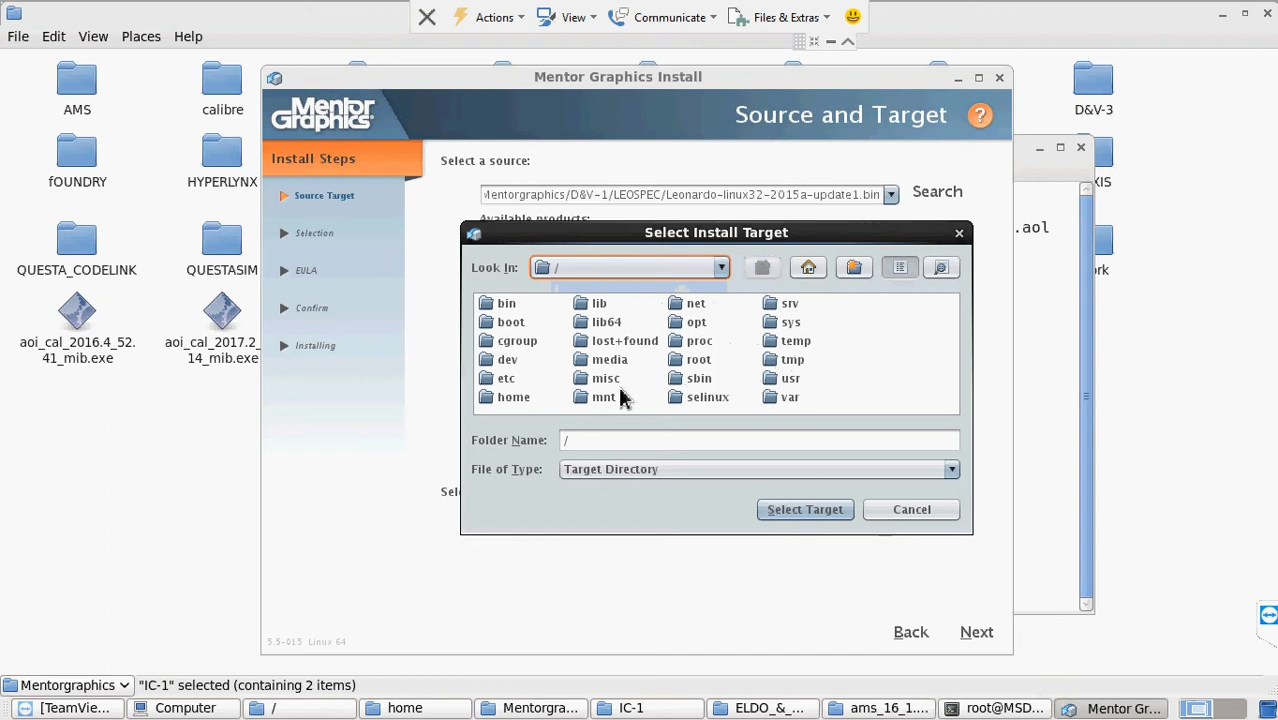 Actions
View
Communicate
Files & Extras
File Edit View Places Help
AMS
calibre
D&V-3
fOUNDRY
HYPERLYNX
QUESTA_CODELINK
QUESTASIM
aoi_cal_2016.4_52.
41_mib.exe
aoi_cal_2017.2_
14_mib.exe
Mentor Graphics Install
Mentor
Graphics
Source and Target
?
Install Steps
Source Target
Selection
EULA
Confirm
Installing
Select a source:
Mentorgraphics/D&V-1/LEOSPEC/Leonardo-linux32-2015a-update1.bin
Search
Available products:
.aol
Select Install Target
Look In:
/
bin
boot
cgroup
dev
etc
home
lib
lib64
lost+found
media
misc
mnt
net
opt
proc
root
sbin
selinux
srv
sys
temp
tmp
usr
var
Folder Name: /
File of Type: Target Directory
Select Target
Cancel
5.5-015 Linux 64
Back
Next
Mentorgraphics
"IC-1" selected (containing 2 items)
[TeamVie...
Computer
/
home
Mentorgra...
IC-1
ELDO_&_...
ams_16_1....
root@MSD...
Mentor Gr...